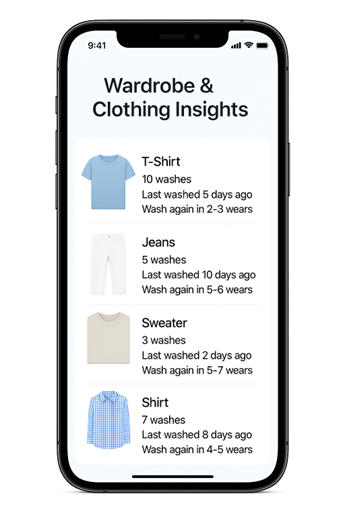 9:41
Wardrobe &
Clothing Insights
T-Shirt
10 washes
Last washed 5 days ago
Wash again in 2-3 wears
Jeans
5 washes
Last washed 10 days ago
Wash again in 5-6 wears
Sweater
3 washes
Last washed 2 days ago
Wash again in 5-7 wears
Shirt
7 washes
Last washed 8 days ago
Wash again in 4-5 wears